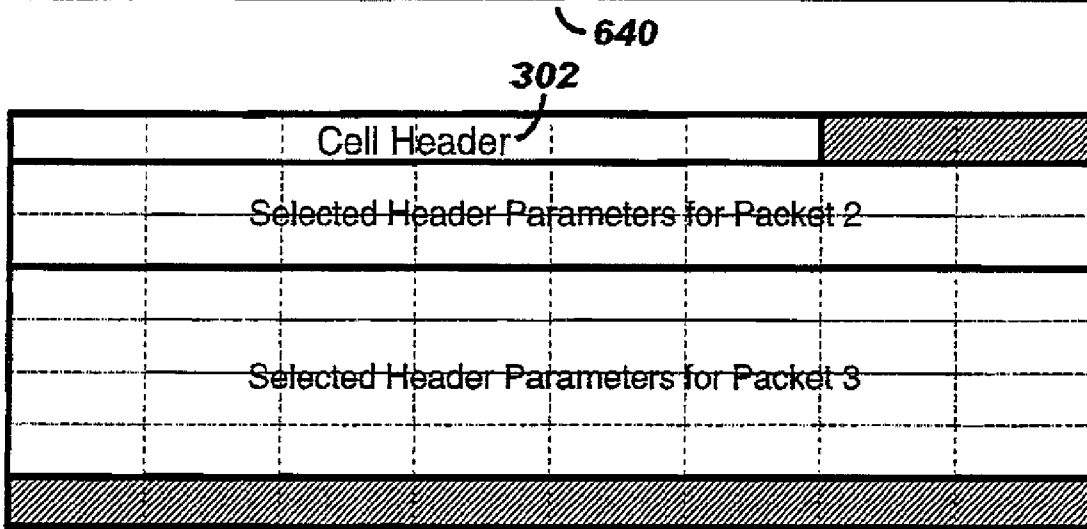 640
302
Cell Header
Selected Header Parameters for Packet 2
Selected Header Parameters for Packet 3